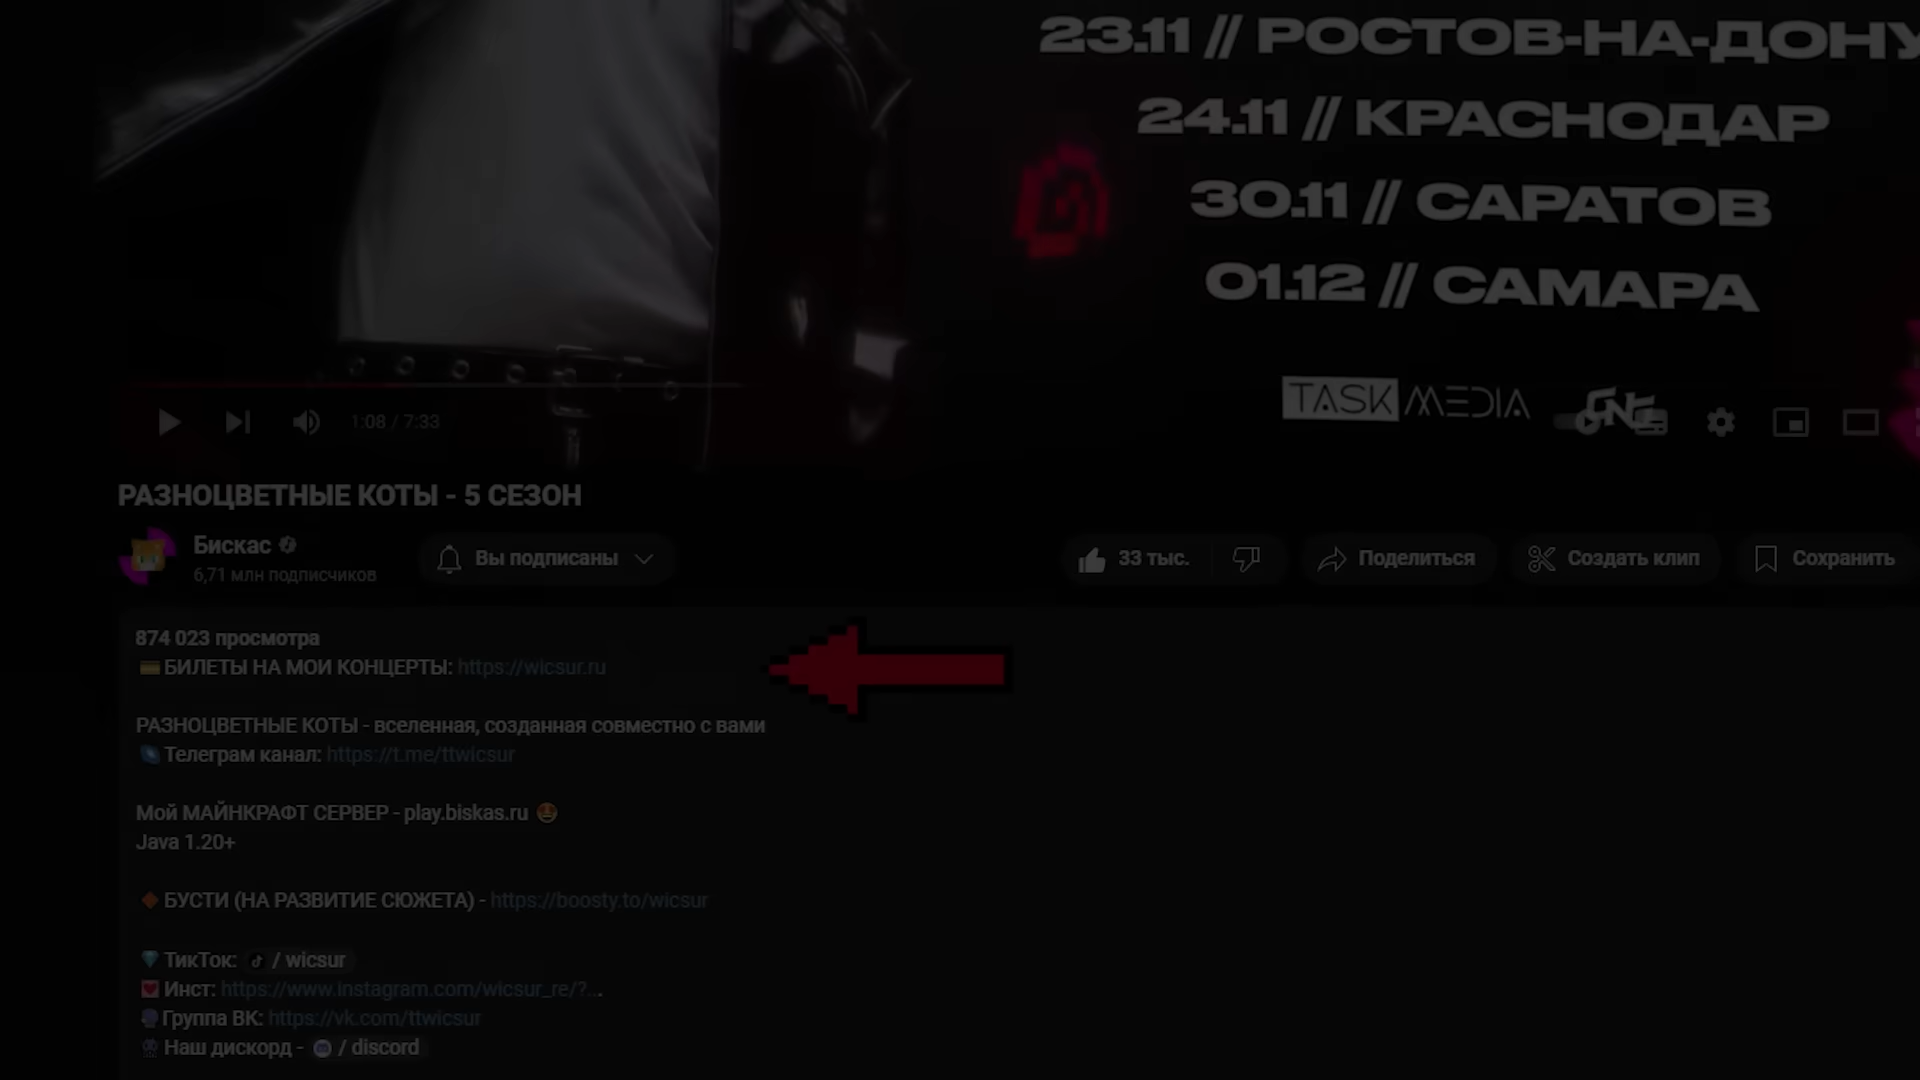 23.11 // РОСТОВ-НА-ДОНУ
24.11 // КРАСНОДАР
30.11 // САРАТОВ
01.12 // САМАРА
TASK MEDIA
1:08 / 7:33
РАЗНОЦВЕТНЫЕ КОТЫ - 5 СЕЗОН
Бискас
6,71 млн подписчиков
Вы подписаны
33 тыс.
Поделиться
Создать клип
Сохранить
874 023 просмотра
БИЛЕТЫ НА МОИ КОНЦЕРТЫ: https://wicsur.ru
РАЗНОЦВЕТНЫЕ КОТЫ - вселенная, созданная совместно с вами
Телеграм канал: https://t.me/ttwicsur
Мой МАЙНКРАФТ СЕРВЕР - play.biskas.ru
Java 1.20+
БУСТИ (НА РАЗВИТИЕ СЮЖЕТА) - https://boosty.to/wicsur
ТикТок: / wicsur
Инст: https://www.instagram.com/wicsur_re/?...
Группа ВК: https://vk.com/ttwicsur
Наш дискорд - / discord